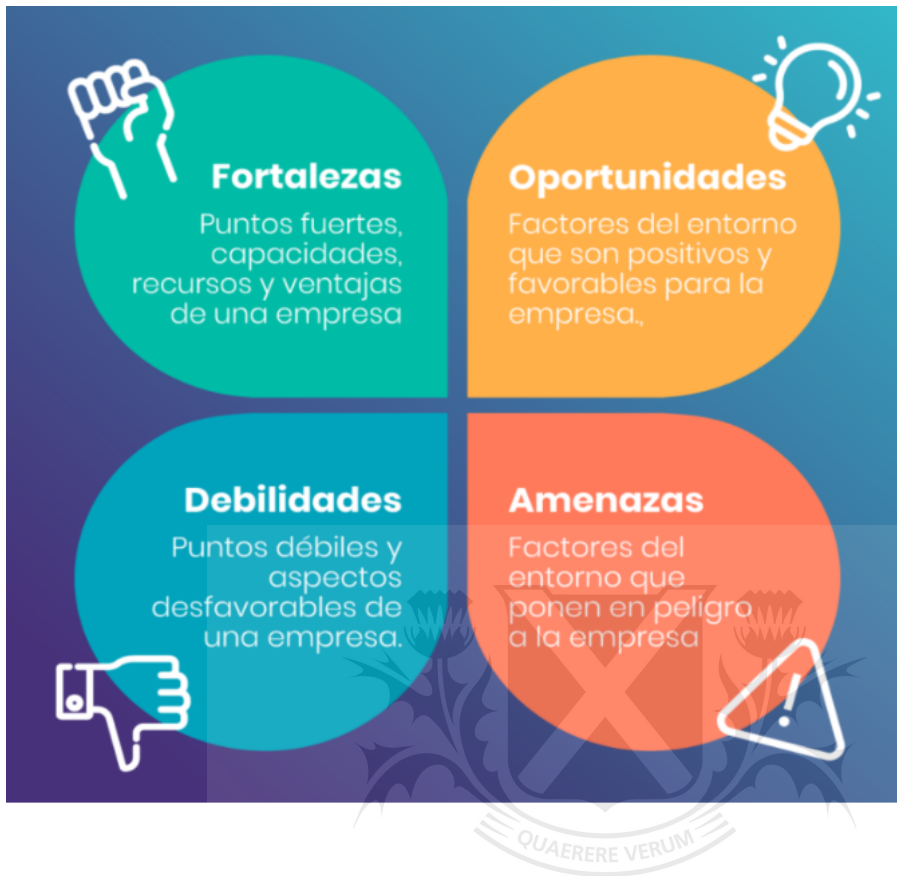 Fortalezas
Puntos fuertes,
capacidades,
recursos y ventajas
de una empresa
Oportunidades
Factores del entorno
que son positivos y
favorables para la
empresa.,
Debilidades
Puntos débiles y
aspectos
desfavorables de
una empresa.
Amenazas
Factores del
entorno que
ponen en peligro
a la empresa
QUAERERE VERUM